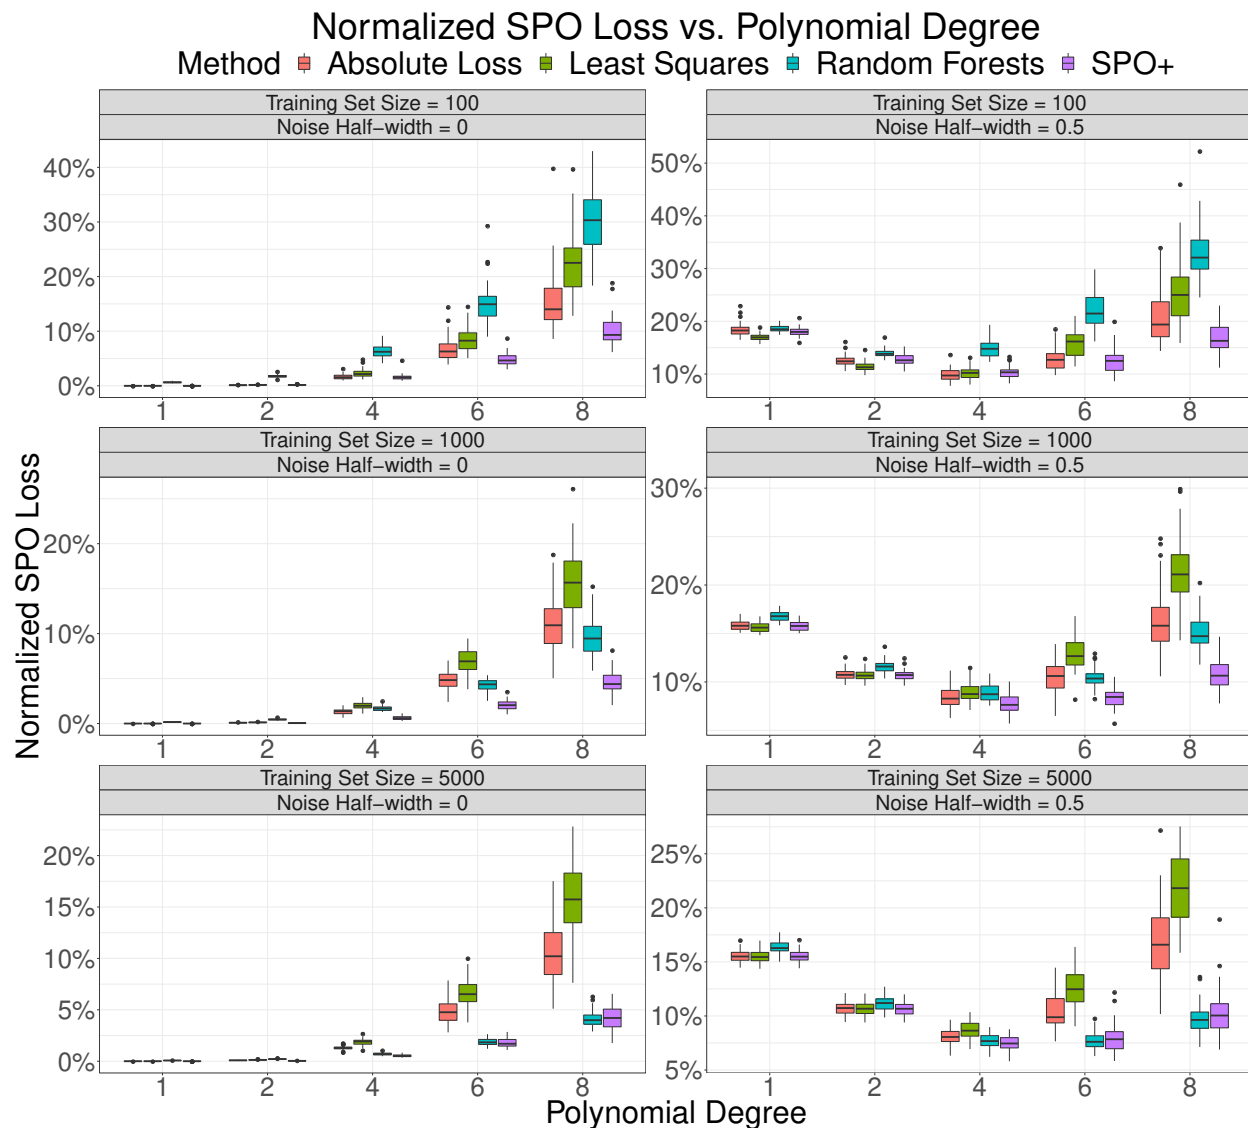 Normalized SPO Loss vs. Polynomial Degree
Method Absolute Loss Least Squares Random Forests SPO+
Training Set Size = 100
Noise Half−width = 0
40%
30%
20%
10%
0%
1 2 4 6 8
Training Set Size = 100
Noise Half−width = 0.5
50%
40%
30%
20%
10%
1 2 4 6 8
Training Set Size = 1000
Noise Half−width = 0
20%
10%
0%
1 2 4 6 8
Training Set Size = 1000
Noise Half−width = 0.5
30%
20%
10%
1 2 4 6 8
Training Set Size = 5000
Noise Half−width = 0
20%
15%
10%
5%
0%
1 2 4 6 8
Training Set Size = 5000
Noise Half−width = 0.5
25%
20%
15%
10%
5%
1 2 4 6 8
Normalized SPO Loss
Polynomial Degree